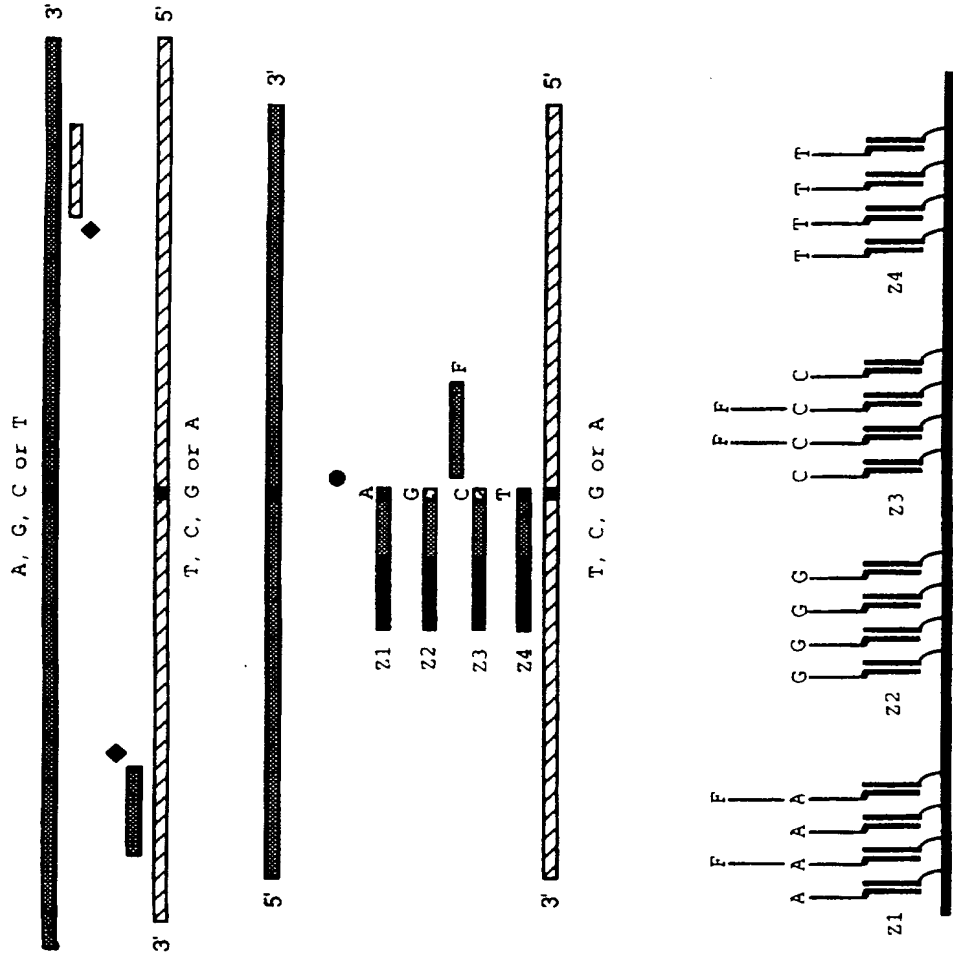 A, G, C or T
3'
3'
5'
T, C, G or A
5'
3'
A
Z1
G
Z2
C
F
Z3
T
Z4
3'
5'
T, C, G or A
F F F F
A A A A G G G G C C C C T T T T
Z1 Z2 Z3 Z4